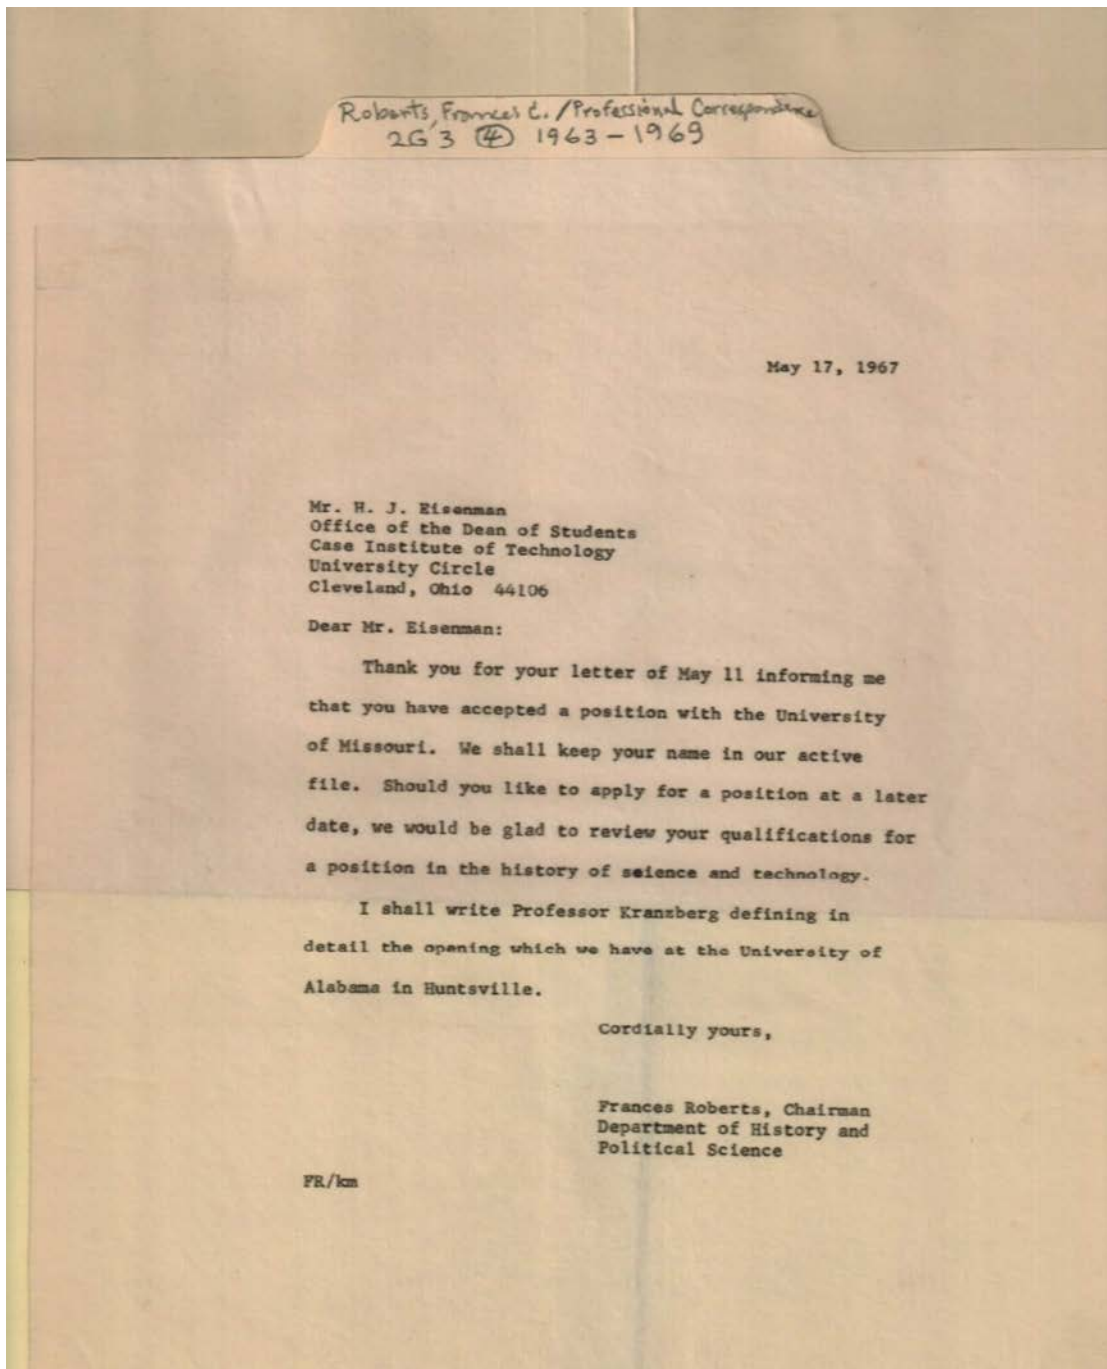 Roberts, Frances C. / Professional Correspondence
2G 3 ④ 1963 - 1969
May 17, 1967
Mr. H. J. Eisenman
Office of the Dean of Students
Case Institute of Technology
University Circle
Cleveland, Ohio 44106
Dear Mr. Eisenman:
Thank you for your letter of May 11 informing me
that you have accepted a position with the University
of Missouri. We shall keep your name in our active
file. Should you like to apply for a position at a later
date, we would be glad to review your qualifications for
a position in the history of science and technology.
I shall write Professor Kranzberg defining in
detail the opening which we have at the University of
Alabama in Huntsville.
Cordially yours,
Frances Roberts, Chairman
Department of History and
Political Science
FR/km